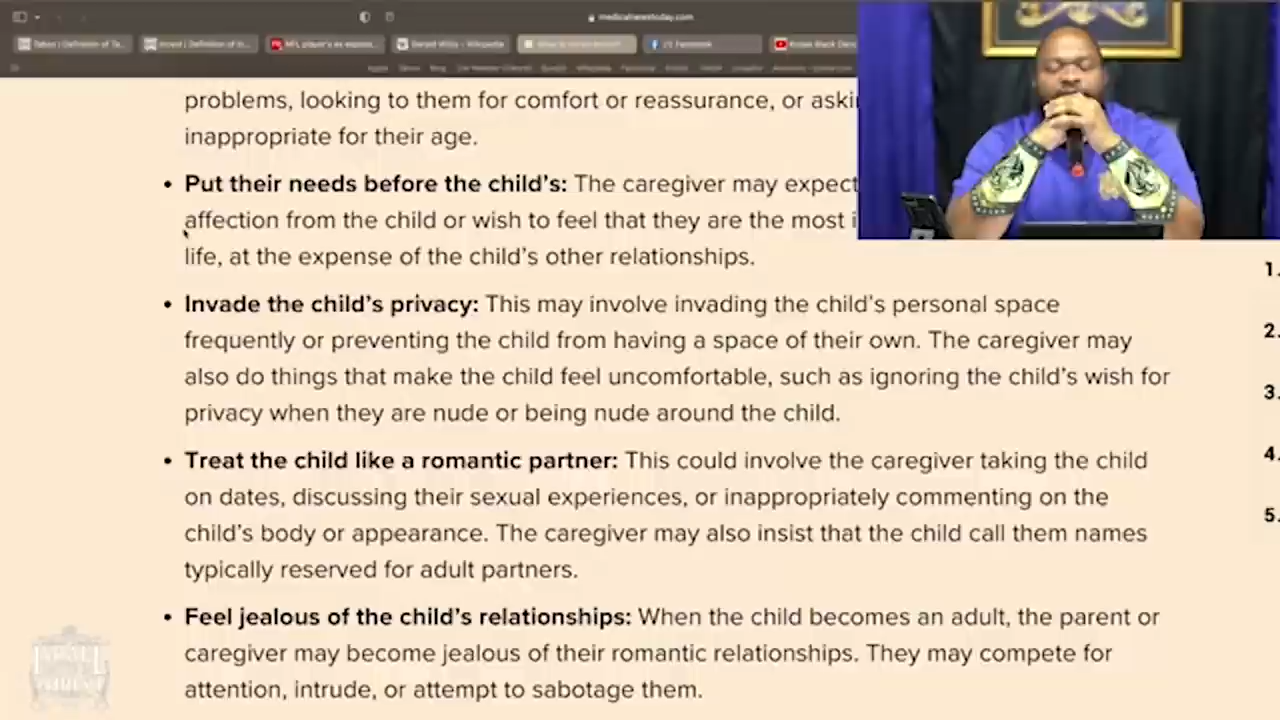 medicalnewstoday.com
Facebook
problems, looking to them for comfort or reassurance, or aski
inappropriate for their age.
• Put their needs before the child's: The caregiver may expect
affection from the child or wish to feel that they are the most i
life, at the expense of the child's other relationships.
• Invade the child's privacy: This may involve invading the child's personal space
frequently or preventing the child from having a space of their own. The caregiver may
also do things that make the child feel uncomfortable, such as ignoring the child's wish for
privacy when they are nude or being nude around the child.
• Treat the child like a romantic partner: This could involve the caregiver taking the child
on dates, discussing their sexual experiences, or inappropriately commenting on the
child's body or appearance. The caregiver may also insist that the child call them names
typically reserved for adult partners.
• Feel jealous of the child's relationships: When the child becomes an adult, the parent or
caregiver may become jealous of their romantic relationships. They may compete for
attention, intrude, or attempt to sabotage them.
1.
2.
3.
4.
5.